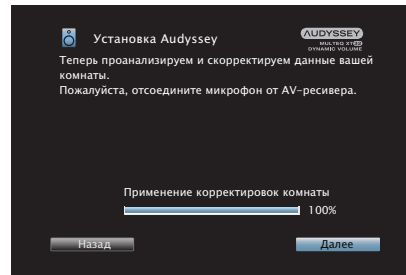 Установка Audyssey
AUDYSSEY
MULTEQ XT32
DYNAMIC VOLUME
Теперь проанализируем и скорректируем данные вашей
комнаты.
Пожалуйста, отсоедините микрофон от AV-ресивера.
Применение корректировок комнаты
100%
Назад
Далее